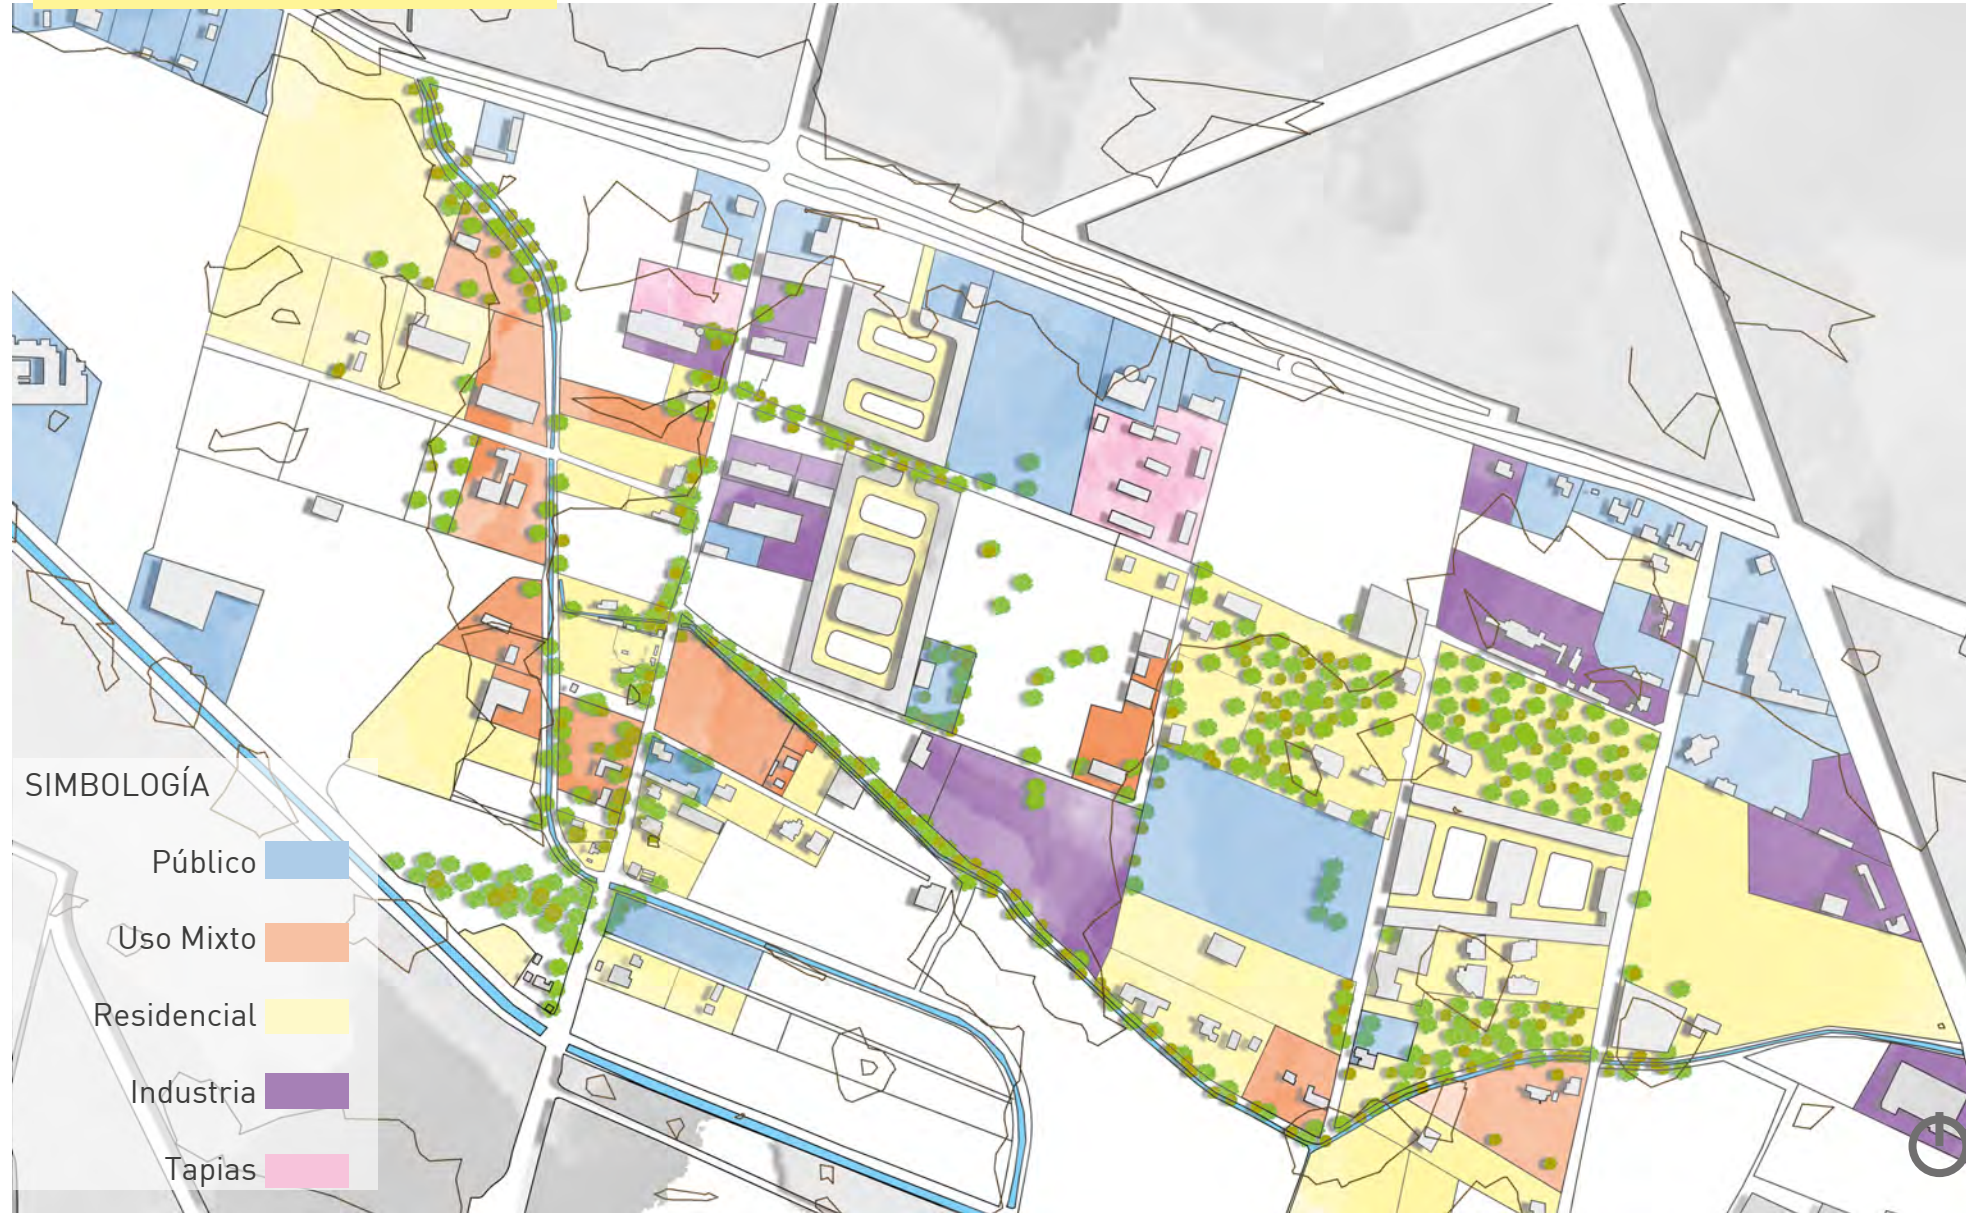 SIMBOLOGÍA
Público
Uso Mixto
Residencial
Industria
Tapias